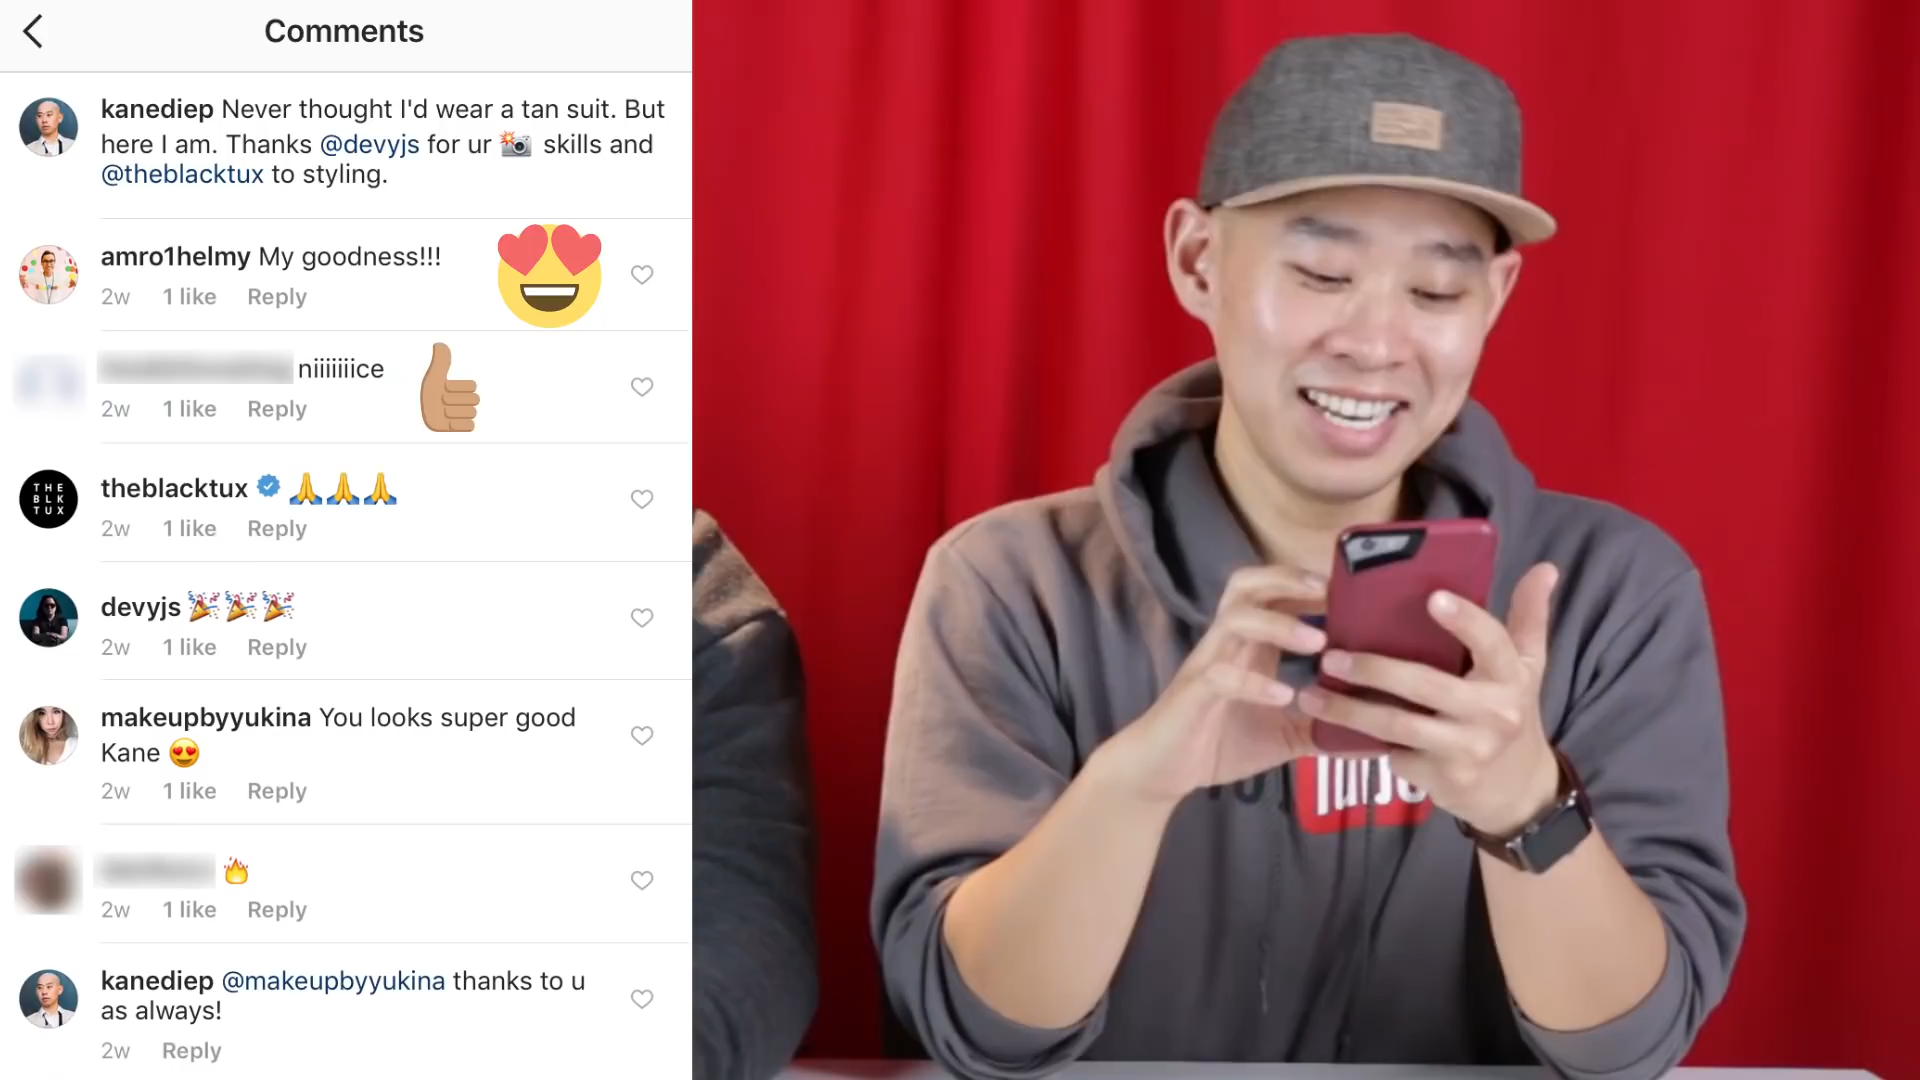 Comments
kanediep Never thought I'd wear a tan suit. But
here I am. Thanks @devyjs for ur 📸 skills and
@theblacktux to styling.
amro1helmy My goodness!!! 😍
2w 1 like Reply
niiiiiiice 👍🏽
2w 1 like Reply
THE
BLK
TUX
theblacktux 🙏🙏🙏
2w 1 like Reply
devyjs 🎉🎉🎉
2w 1 like Reply
makeupbyyukina You looks super good
Kane 😍
2w 1 like Reply
🔥
2w 1 like Reply
kanediep @makeupbyyukina thanks to u
as always!
2w Reply